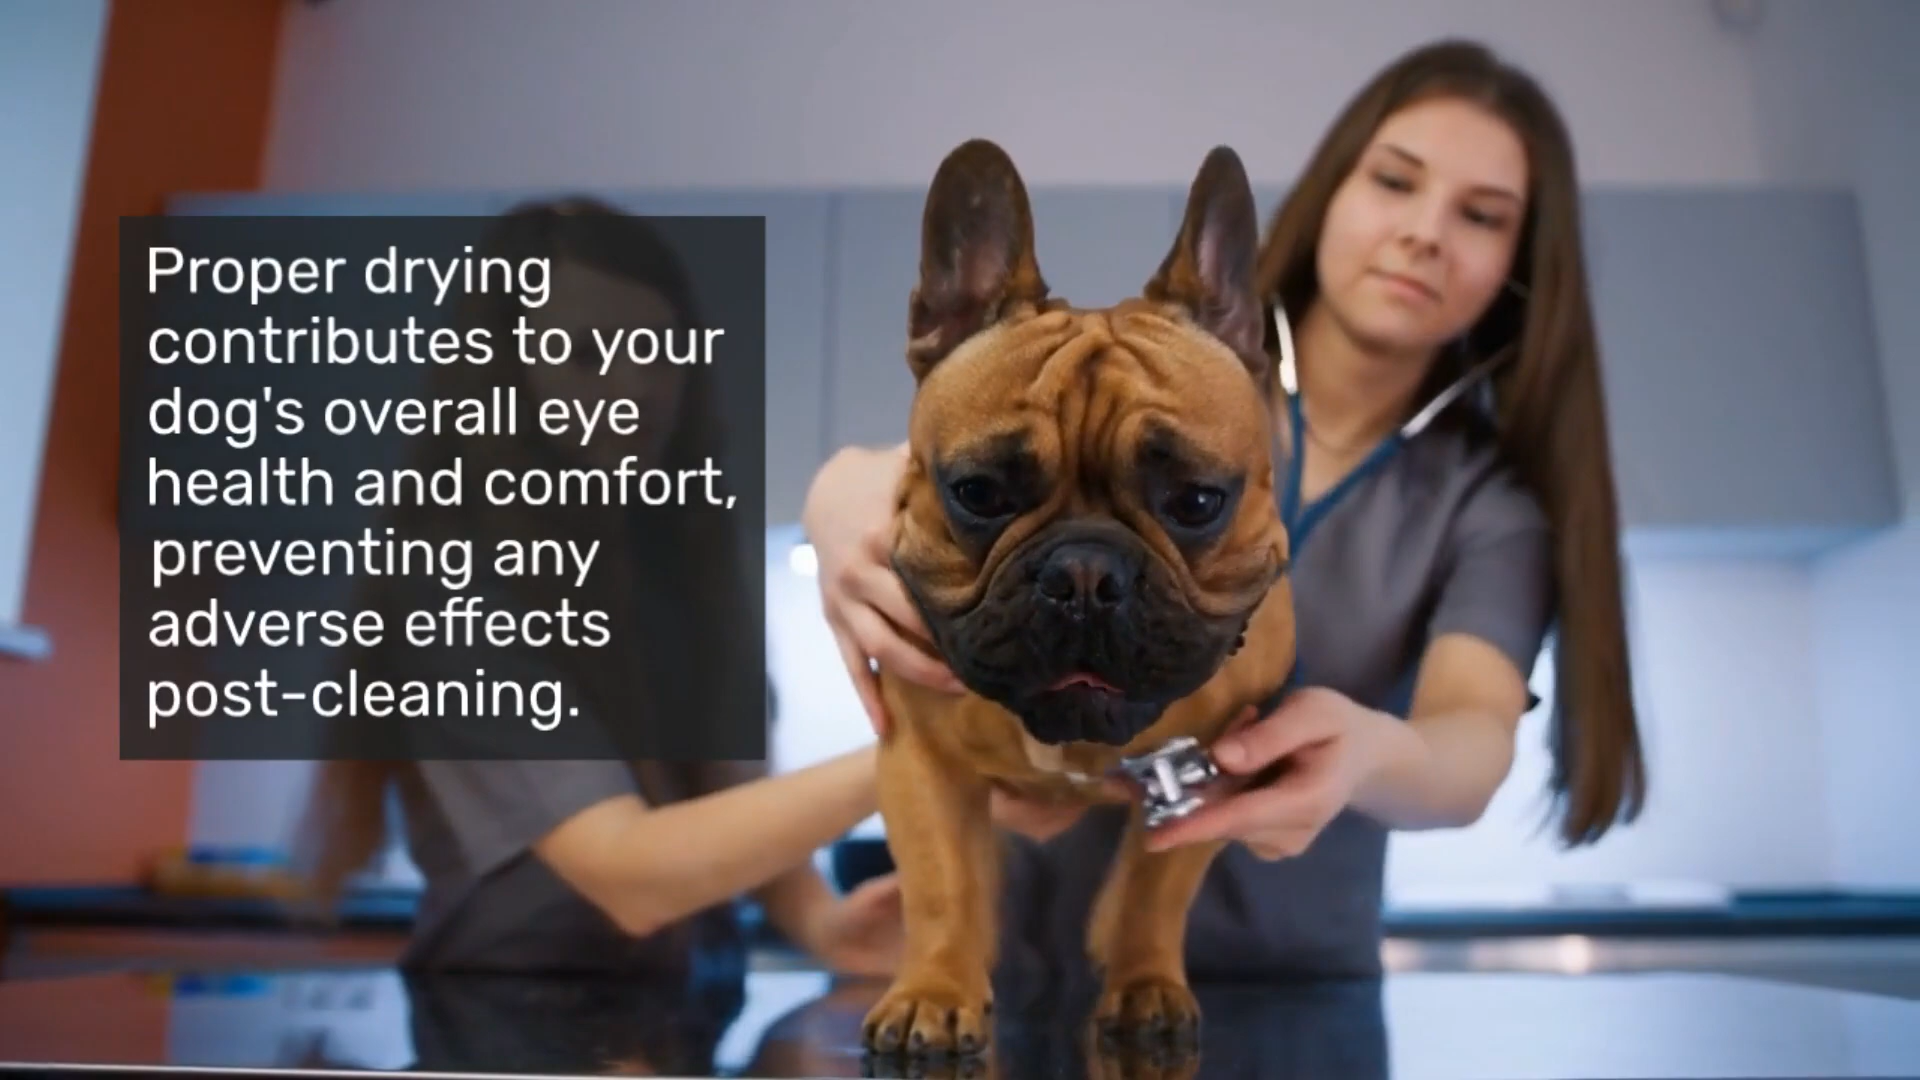 Proper drying
contributes to your
dog's overall eye
health and comfort,
preventing any
adverse effects
post-cleaning.